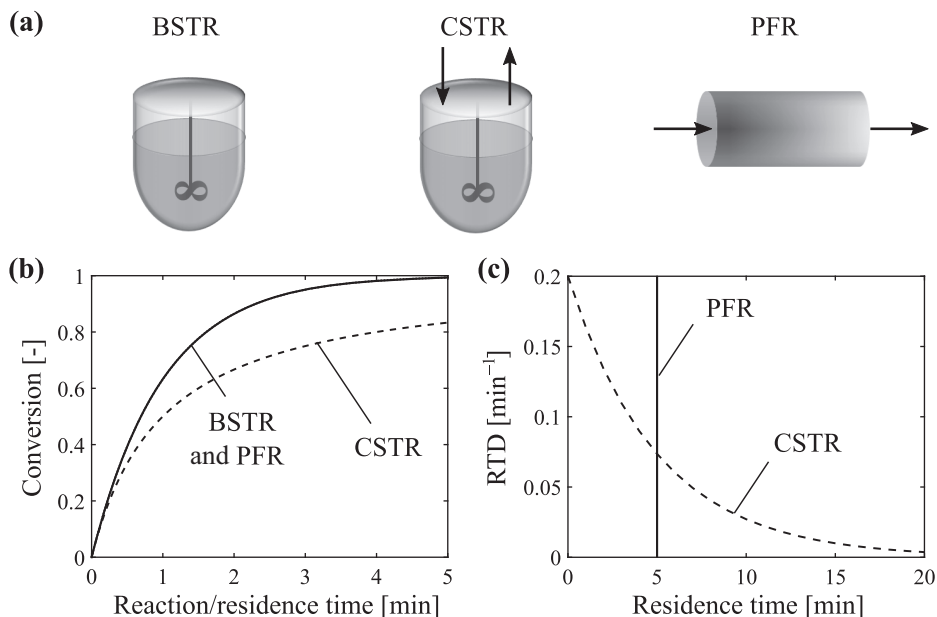 (a)
BSTR
CSTR
PFR
(b)
1
0.8
0.6
0.4
0.2
0
Conversion [-]
BSTR
and PFR
CSTR
0 1 2 3 4 5
Reaction/residence time [min]
(c)
0.2
0.15
0.1
0.05
0
RTD [min⁻¹]
PFR
CSTR
0 5 10 15 20
Residence time [min]